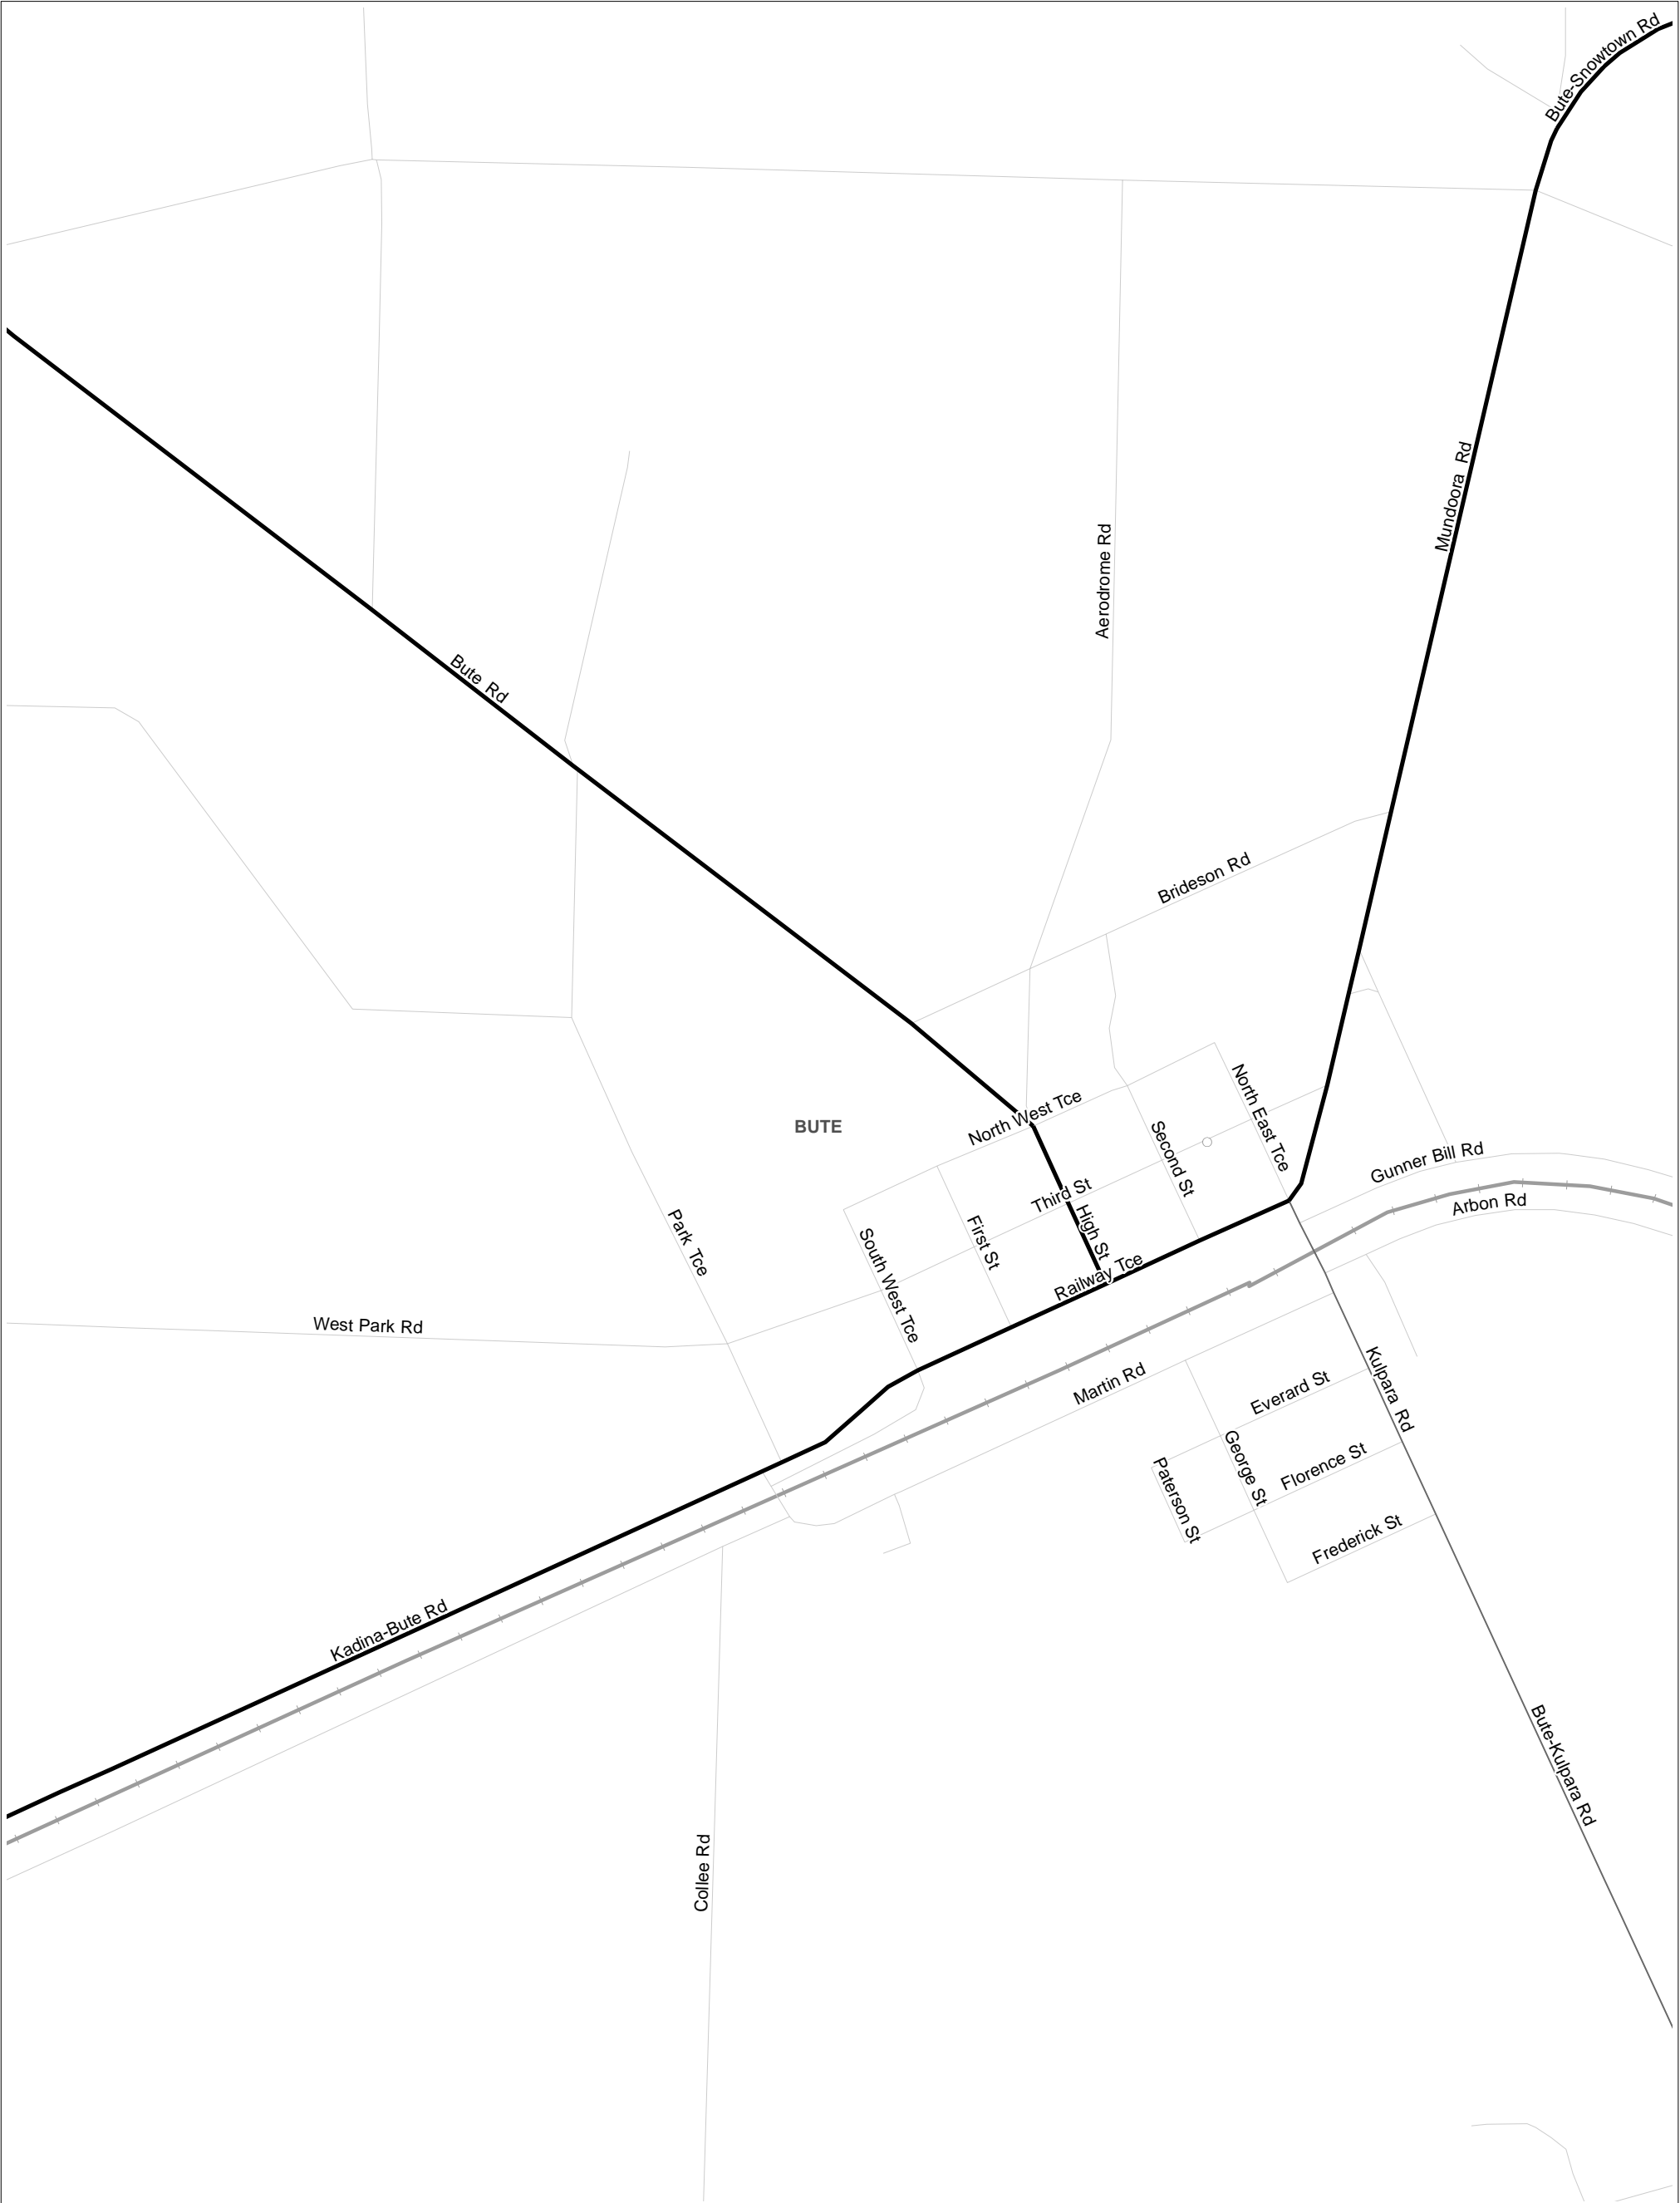 Bute-Snowtown Rd
Mundoora Rd
Aerodrome Rd
Bute Rd
Brideson Rd
North West Tce
North East Tce
BUTE
Second St
Gunner Bill Rd
Third St
Arbon Rd
High St
First St
Park Tce
South West Tce
Railway Tce
West Park Rd
Martin Rd
Kulpara Rd
Everard St
George St
Florence St
Paterson St
Frederick St
Kadina-Bute Rd
Bute-Kulpara Rd
Collee Rd